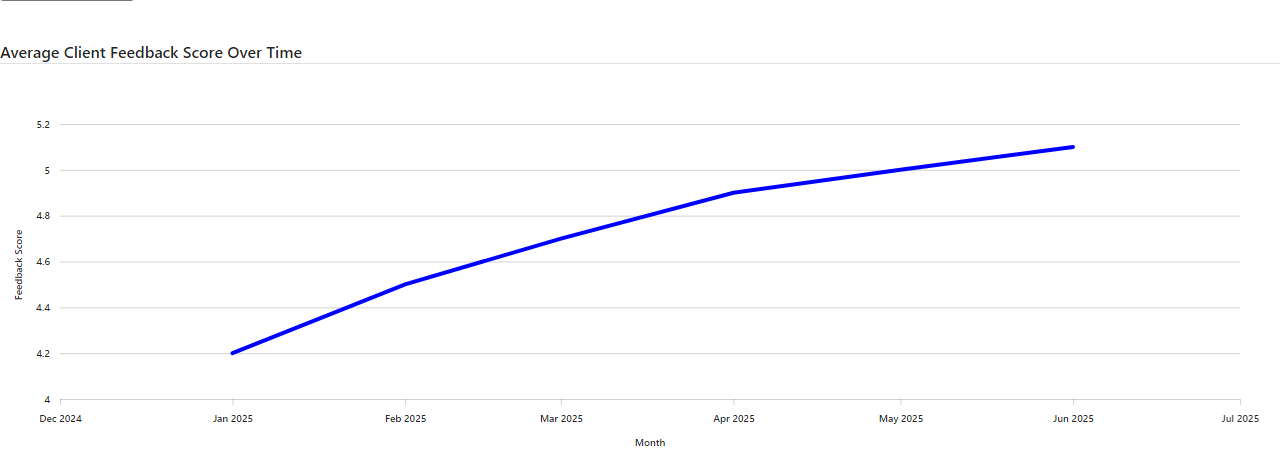 Average Client Feedback Score Over Time
5.2
5
4.8
4.6
4.4
4.2
4
Feedback Score
Dec 2024 Jan 2025 Feb 2025 Mar 2025 Apr 2025 May 2025 Jun 2025 Jul 2025
Month